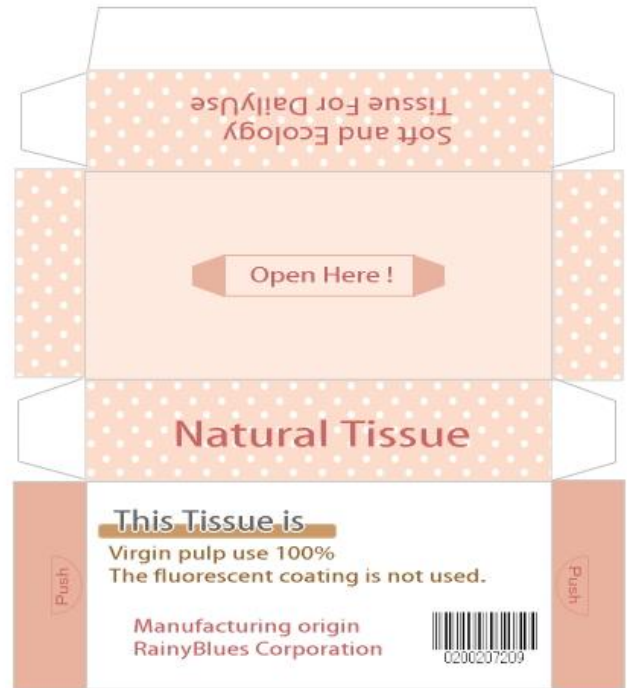 Soft and Ecology
Tissue For DailyUse
Open Here !
Natural Tissue
This Tissue is
Virgin pulp use 100%
The fluorescent coating is not used.
Push
Push
Manufacturing origin
RainyBlues Corporation
0200207209